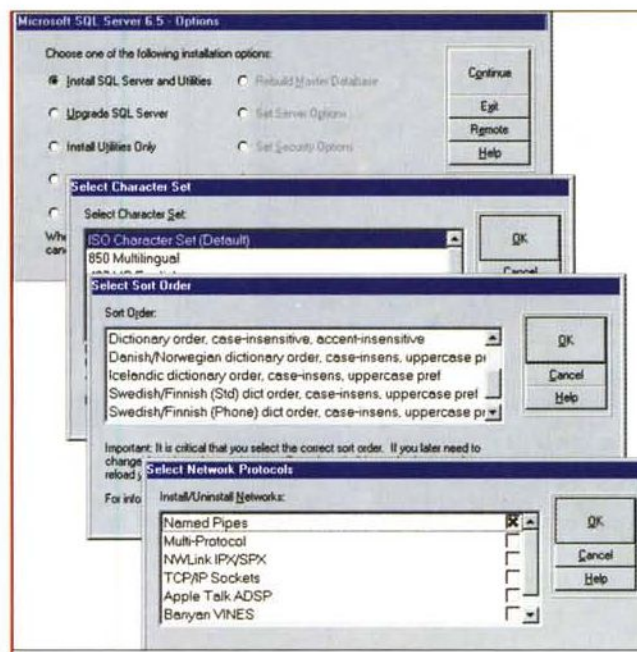 Microsoft SQL Server 6.5 - Options
Choose one of the following installation options:
Install SQL Server and Utilities
Rebuild Master Database
Upgrade SQL Server
Set Server Options
Install Utilities Only
Set Security Options
Continue
Exit
Remote
Help
Select Character Set
Select Character Set:
ISO Character Set (Default)
850 Multilingual
OK
Cancel
Select Sort Order
Sort Order:
Dictionary order, case-insensitive, accent-insensitive
Danish/Norwegian dictionary order, case-insens, uppercase
Icelandic dictionary order, case-insens, uppercase pref
Swedish/Finnish (Std) dict order, case-insens, uppercase
Swedish/Finnish (Phone) dict order, case-insens, uppercase
OK
Cancel
Help
Important: It is critical that you select the correct sort order. If you later need to
change
reload
For
Select Network Protocols
Install/Uninstall Networks:
Named Pipes
Multi-Protocol
NWLink IPX/SPX
TCP/IP Sockets
Apple Talk ADSP
Banyan VINES
OK
Cancel
Help